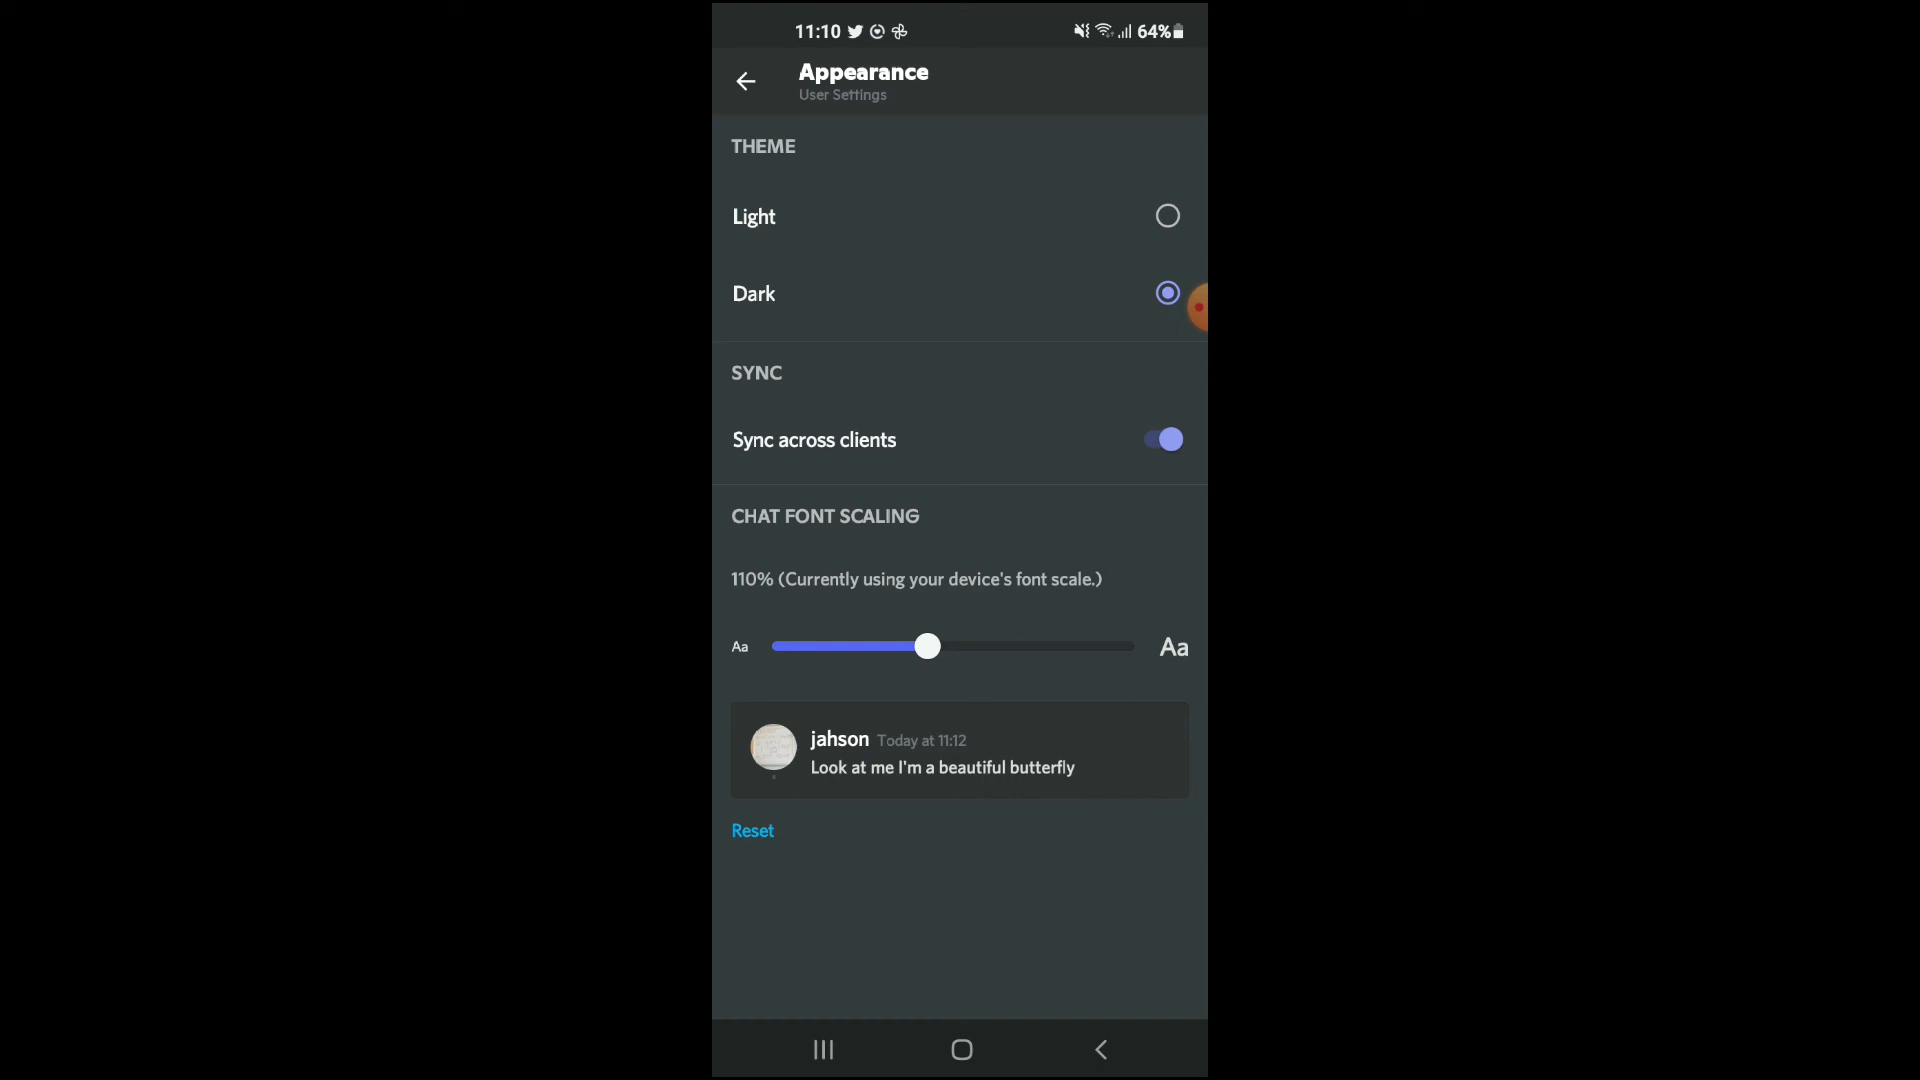 11:10 64%
Appearance
User Settings
THEME
Light
Dark
SYNC
Sync across clients
CHAT FONT SCALING
110% (Currently using your device's font scale.)
Aa Aa
jahson Today at 11:12
Look at me I'm a beautiful butterfly
Reset